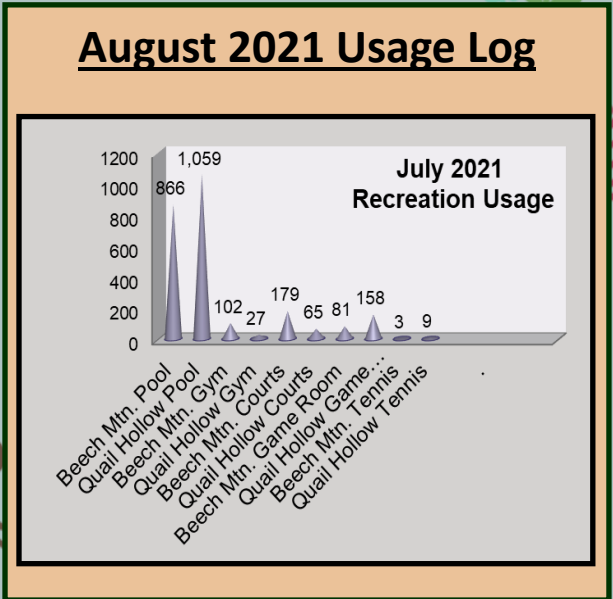 August 2021 Usage Log
July 2021
Recreation Usage
1200
1000
800
600
400
200
0
866
1,059
102
27
179
65
81
158
3
9
Beech Mtn. Pool
Quail Hollow Pool
Beech Mtn. Gym
Quail Hollow Gym
Beech Mtn. Courts
Quail Hollow Courts
Beech Mtn. Game Room
Quail Hollow Game...
Beech Mtn. Tennis
Quail Hollow Tennis
.